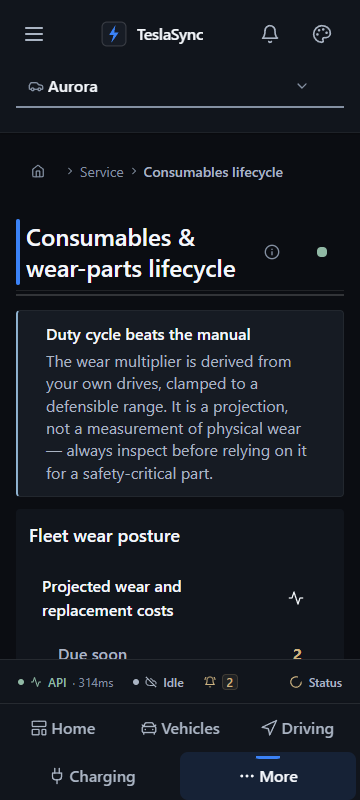 TeslaSync
Aurora
Service > Consumables lifecycle
Consumables &
wear-parts lifecycle
Duty cycle beats the manual
The wear multiplier is derived from
your own drives, clamped to a
defensible range. It is a projection,
not a measurement of physical wear
— always inspect before relying on it
for a safety-critical part.
Fleet wear posture
Projected wear and
replacement costs
Due soon 2
API · 314ms Idle 2 Status
Home Vehicles Driving
Charging More